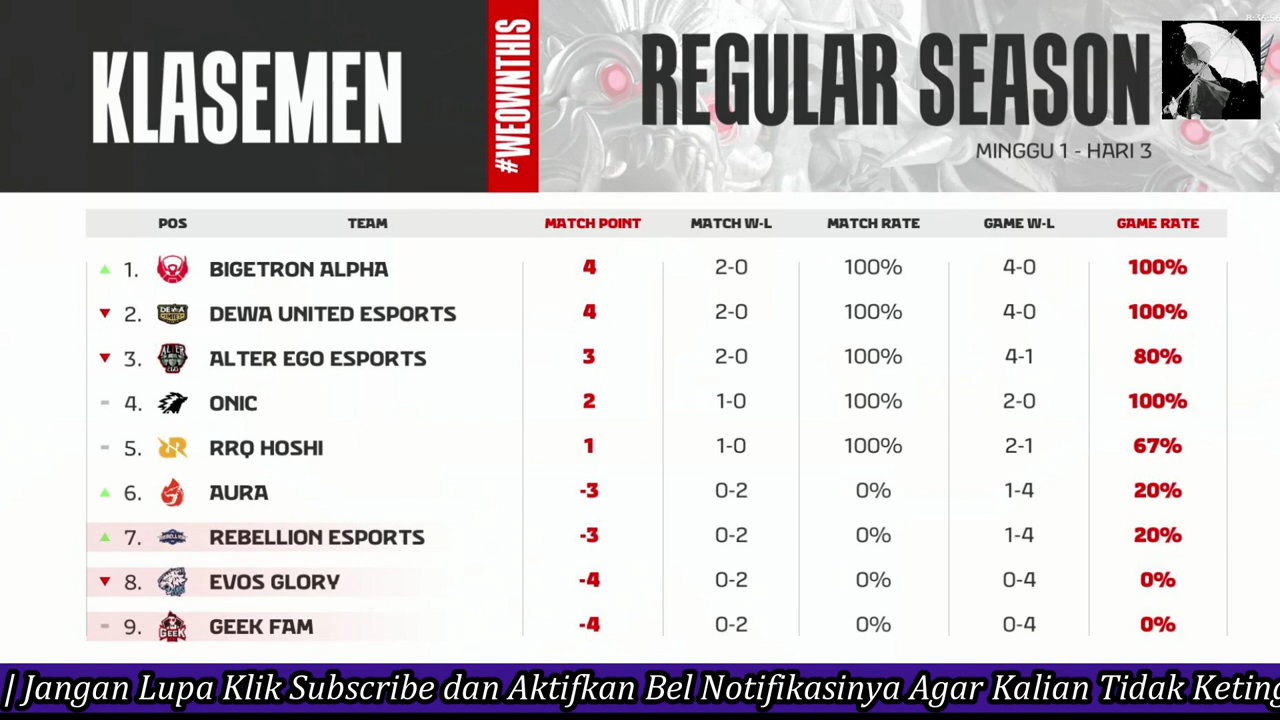 KLASEMEN
#WEOWNTHIS
REGULAR SEASON
MINGGU 1 - HARI 3
POS TEAM MATCH POINT MATCH W-L MATCH RATE GAME W-L GAME RATE
1. BIGETRON ALPHA 4 2-0 100% 4-0 100%
2. DEWA UNITED ESPORTS 4 2-0 100% 4-0 100%
3. ALTER EGO ESPORTS 3 2-0 100% 4-1 80%
4. ONIC 2 1-0 100% 2-0 100%
5. RRQ HOSHI 1 1-0 100% 2-1 67%
6. AURA -3 0-2 0% 1-4 20%
7. REBELLION ESPORTS -3 0-2 0% 1-4 20%
8. EVOS GLORY -4 0-2 0% 0-4 0%
9. GEEK FAM -4 0-2 0% 0-4 0%
| Jangan Lupa Klik Subscribe dan Aktifkan Bel Notifikasinya Agar Kalian Tidak Keting